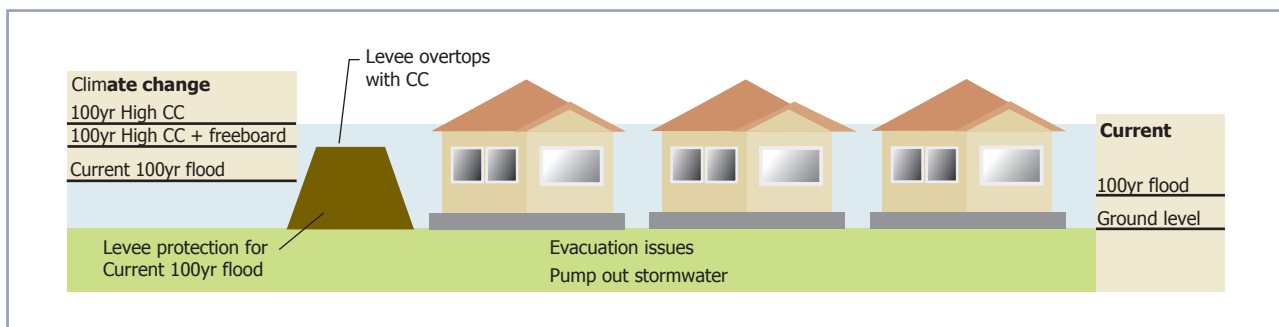 Levee overtops
with CC
Climate change
100yr High CC
100yr High CC + freeboard
Current 100yr flood
Current
100yr flood
Ground level
Levee protection for
Current 100yr flood
Evacuation issues
Pump out stormwater